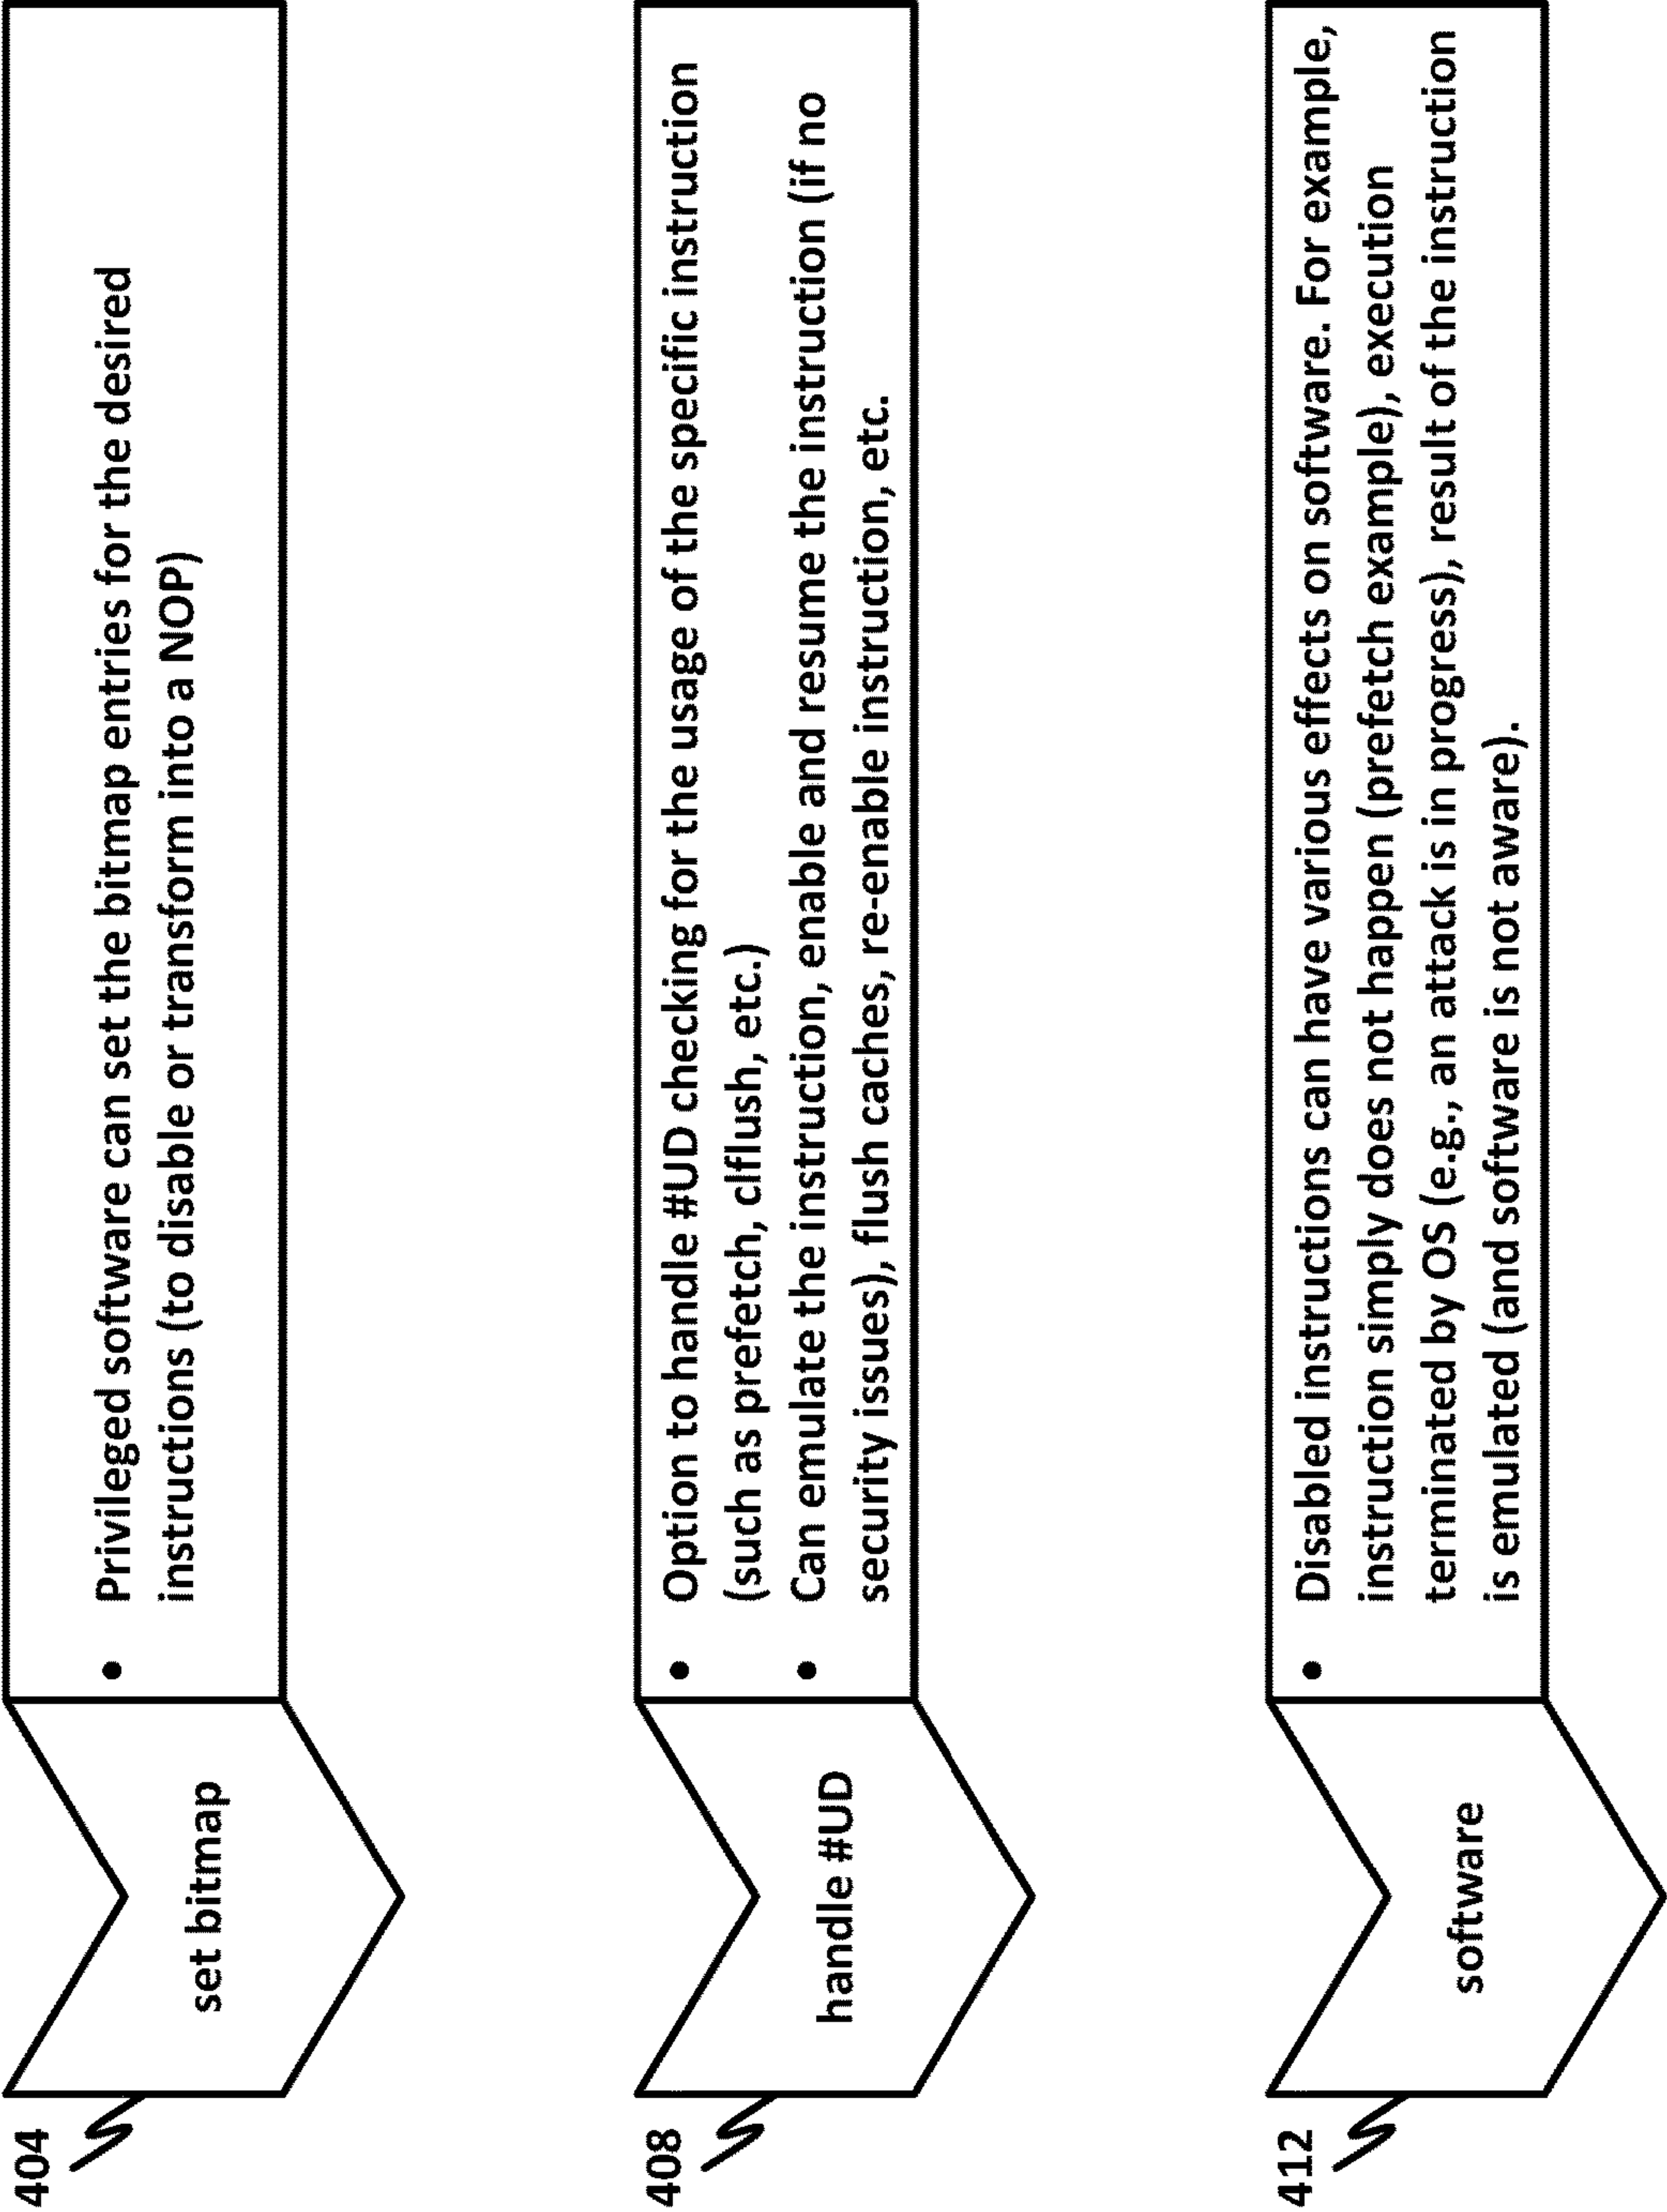 404
set bitmap
• Privileged software can set the bitmap entries for the desired
instructions (to disable or transform into a NOP)
408
handle #UD
• Option to handle #UD checking for the usage of the specific instruction
(such as prefetch, clflush, etc.)
• Can emulate the instruction, enable and resume the instruction (if no
security issues), flush caches, re-enable instruction, etc.
412
software
• Disabled instructions can have various effects on software. For example,
instruction simply does not happen (prefetch example), execution
terminated by OS (e.g., an attack is in progress), result of the instruction
is emulated (and software is not aware).